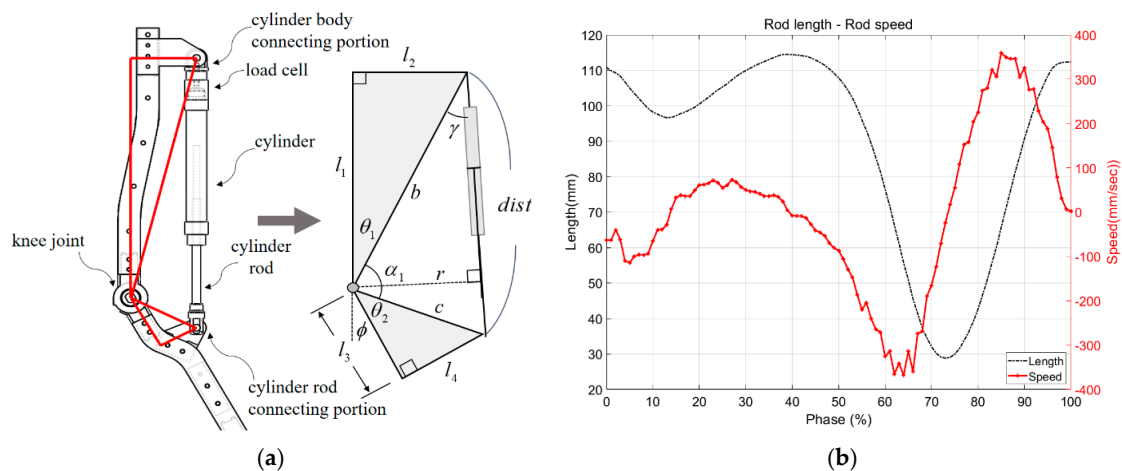 (a)
cylinder body
connecting portion
load cell
cylinder
knee joint
cylinder
rod
cylinder rod
connecting portion
l₂
l₁
γ
b
dist
θ₁
α₁
r
θ₂
c
ϕ
l₃
l₄
(b)
Rod length - Rod speed
120
110
100
90
80
70
60
50
40
30
20
Length(mm)
400
300
200
100
0
-100
-200
-300
-400
Speed(mm/sec))
Length
Speed
0 10 20 30 40 50 60 70 80 90 100
Phase (%)
(a)
(b)